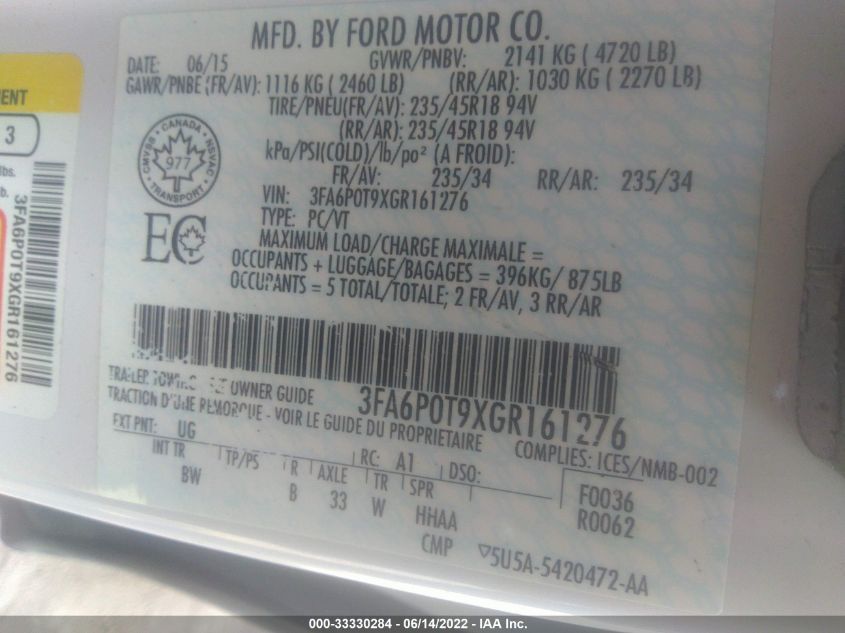 MFD. BY FORD MOTOR CO.
DATE: 06/15 GVWR/PNBV: 2141 KG ( 4720 LB)
GAWR/PNBE (FR/AV): 1116 KG ( 2460 LB) (RR/AR): 1030 KG ( 2270 LB)
TIRE/PNEU(FR/AV): 235/45R18 94V
(RR/AR): 235/45R18 94V
kPa/PSI(COLD)/lb/po² (A FROID):
FR/AV: 235/34 RR/AR: 235/34
VIN: 3FA6P0T9XGR161276
TYPE: PC/VT
MAXIMUM LOAD/CHARGE MAXIMALE =
OCCUPANTS + LUGGAGE/BAGAGES = 396KG/ 875LB
OCCUPANTS = 5 TOTAL/TOTALE; 2 FR/AV, 3 RR/AR
CANADA
CMVSS NSVAC
977
TRANSPORT
EC
3FA6P0T9XGR161276
TRAILER TOWING OWNER GUIDE
TRACTION D'UNE REMORQUE - VOIR LE GUIDE DU PROPRIETAIRE
COMPLIES: ICES/NMB-002
EXT PNT: UG RC: A1 DSO:
INT TR TP/PS R AXLE TR SPR F0036
BW B 33 W HHAA R0062
CMP ▽5U5A-5420472-AA
3
lbs.
lb.
3FA6P0T9XGR161276
000-33330284 - 06/14/2022 - IAA Inc.